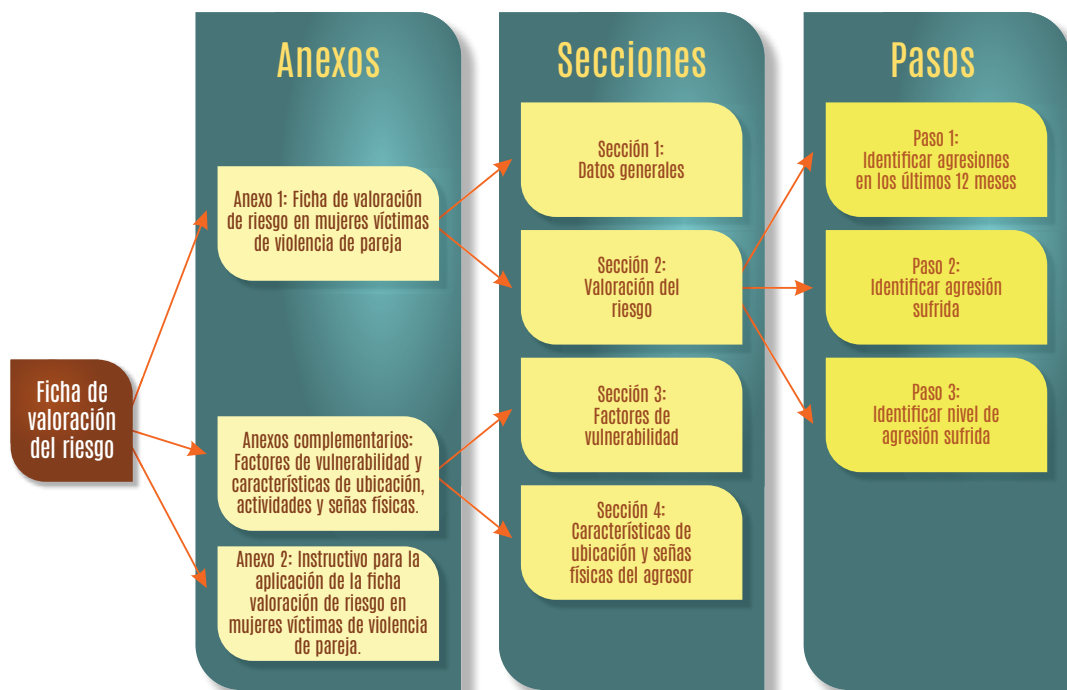 Anexos
Secciones
Pasos
Ficha de
valoración
del riesgo
Anexo 1: Ficha de valoración
de riesgo en mujeres víctimas
de violencia de pareja
Anexos complementarios:
Factores de vulnerabilidad y
características de ubicación,
actividades y señas físicas.
Anexo 2: Instructivo para la
aplicación de la ficha
valoración de riesgo en
mujeres víctimas de violencia
de pareja.
Sección 1:
Datos generales
Sección 2:
Valoración del
riesgo
Sección 3:
Factores de
vulnerabilidad
Sección 4:
Características de
ubicación y señas
físicas del agresor
Paso 1:
Identificar agresiones
en los últimos 12 meses
Paso 2:
Identificar agresión
sufrida
Paso 3:
Identificar nivel de
agresión sufrida